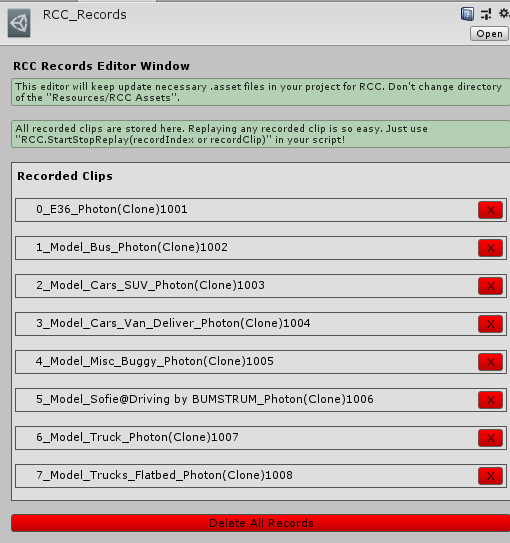 RCC_Records
Open
RCC Records Editor Window
This editor will keep update necessary .asset files in your project for RCC. Don't change directory
of the "Resources/RCC Assets".
All recorded clips are stored here. Replaying any recorded clip is so easy. Just use
"RCC.StartStopReplay(recordIndex or recordClip)" in your script!
Recorded Clips
0_E36_Photon(Clone)1001 X
1_Model_Bus_Photon(Clone)1002 X
2_Model_Cars_SUV_Photon(Clone)1003 X
3_Model_Cars_Van_Deliver_Photon(Clone)1004 X
4_Model_Misc_Buggy_Photon(Clone)1005 X
5_Model_Sofie@Driving by BUMSTRUM_Photon(Clone)1006 X
6_Model_Truck_Photon(Clone)1007 X
7_Model_Trucks_Flatbed_Photon(Clone)1008 X
Delete All Records